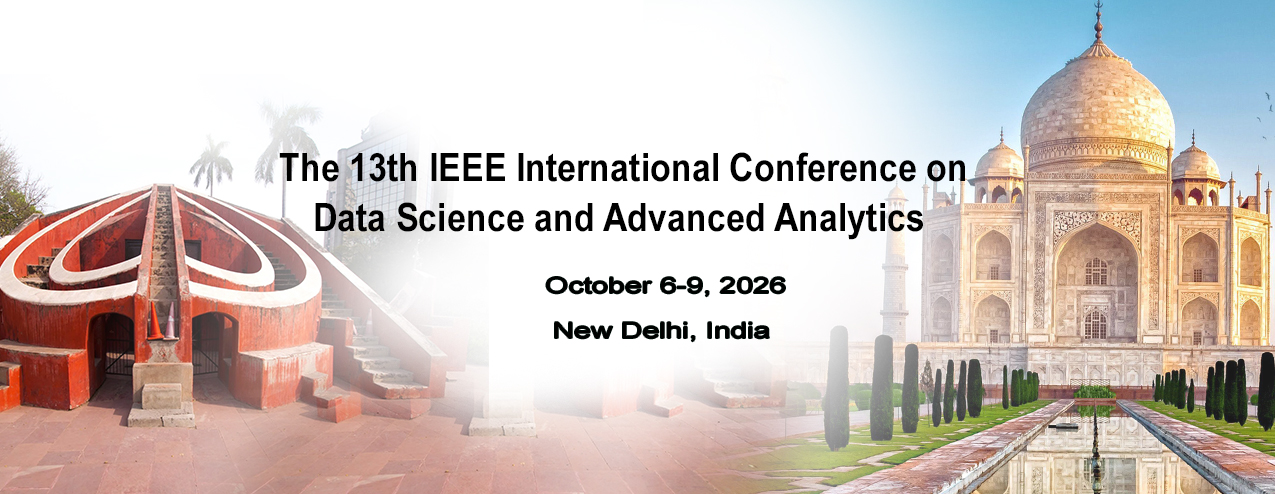 The 13th IEEE International Conference on
Data Science and Advanced Analytics
October 6-9, 2026
New Delhi, India